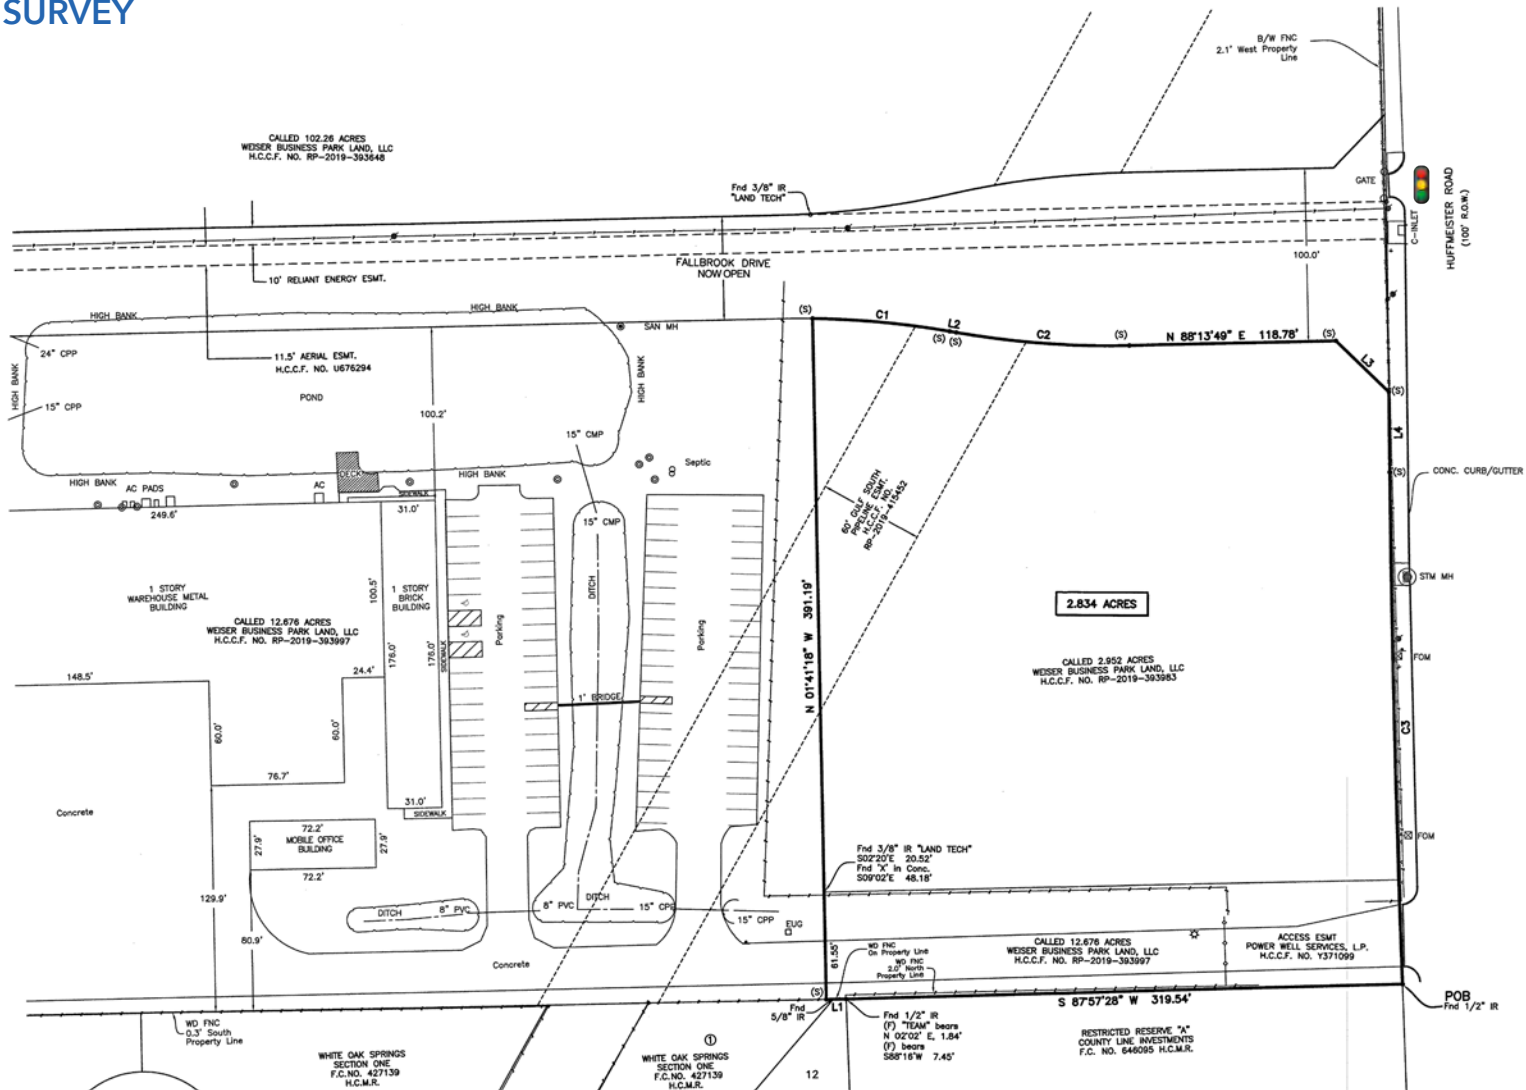 SURVEY
B/W FNC
2.1' West Property
Line
CALLED 102.26 ACRES
WEISER BUSINESS PARK LAND, LLC
H.C.C.F. NO. RP-2019-393648
Fnd 3/8" IR
"LAND TECH"
GATE
C-INLET
HUFFMEISTER ROAD
(100' R.O.W.)
100.0'
FALLBROOK DRIVE
NOW OPEN
10' RELIANT ENERGY ESMT.
HIGH BANK
HIGH BANK
SAN MH
(S)
C1
L2
(S) (S)
C2
(S)
N 88°13'49" E 118.78'
(S)
L3
(S)
L4
(S)
24" CPP
11.5' AERIAL ESMT.
H.C.C.F. NO. U676294
HIGH BANK
HIGH BANK
POND
15" CPP
100.2'
15" CMP
Septic
DECK
HIGH BANK
HIGH BANK
AC PADS
AC
SIDEWALK
249.6'
31.0'
15" CMP
60' GULF SOUTH
PIPELINE ESMT.
H.C.C.F. NO.
RP-2019-415452
CONC. CURB/GUTTER
STM MH
1 STORY
WAREHOUSE METAL
BUILDING
100.5'
1 STORY
BRICK
BUILDING
DITCH
N 01°41'18" W 391.19'
2.834 ACRES
CALLED 12.676 ACRES
WEISER BUSINESS PARK LAND, LLC
H.C.C.F. NO. RP-2019-393997
176.0'
176.0'
SIDEWALK
Parking
Parking
FOM
CALLED 2.952 ACRES
WEISER BUSINESS PARK LAND, LLC
H.C.C.F. NO. RP-2019-393983
148.5'
24.4'
1' BRIDGE
60.0'
60.0'
C3
76.7'
31.0'
SIDEWALK
Concrete
72.2'
MOBILE OFFICE
BUILDING
27.9'
27.9'
72.2'
FOM
Fnd 3/8" IR "LAND TECH"
S02°20'E 20.52'
Fnd "X" in Conc.
S09°02'E 48.18'
129.9'
DITCH
8" PVC
8" PVC
DITCH
15" CPP
15" CPP
EUG
80.9'
Concrete
61.55'
WD FNC
On Property Line
WD FNC
2.0' North
Property Line
CALLED 12.676 ACRES
WEISER BUSINESS PARK LAND, LLC
H.C.C.F. NO. RP-2019-393997
ACCESS ESMT
POWER WELL SERVICES, L.P.
H.C.C.F. NO. Y371099
(S)
S 87°57'28" W 319.54'
POB
Fnd 1/2" IR
Fnd
5/8" IR
L1
Fnd 1/2" IR
(F) "TEAM" bears
N 02°02' E, 1.84'
(F) bears
S88°16'W 7.45'
WD FNC
0.3' South
Property Line
RESTRICTED RESERVE "A"
COUNTY LINE INVESTMENTS
F.C. NO. 646095 H.C.M.R.
WHITE OAK SPRINGS
SECTION ONE
F.C.NO. 427139
H.C.M.R.
1
WHITE OAK SPRINGS
SECTION ONE
F.C.NO. 427139
H.C.M.R.
12